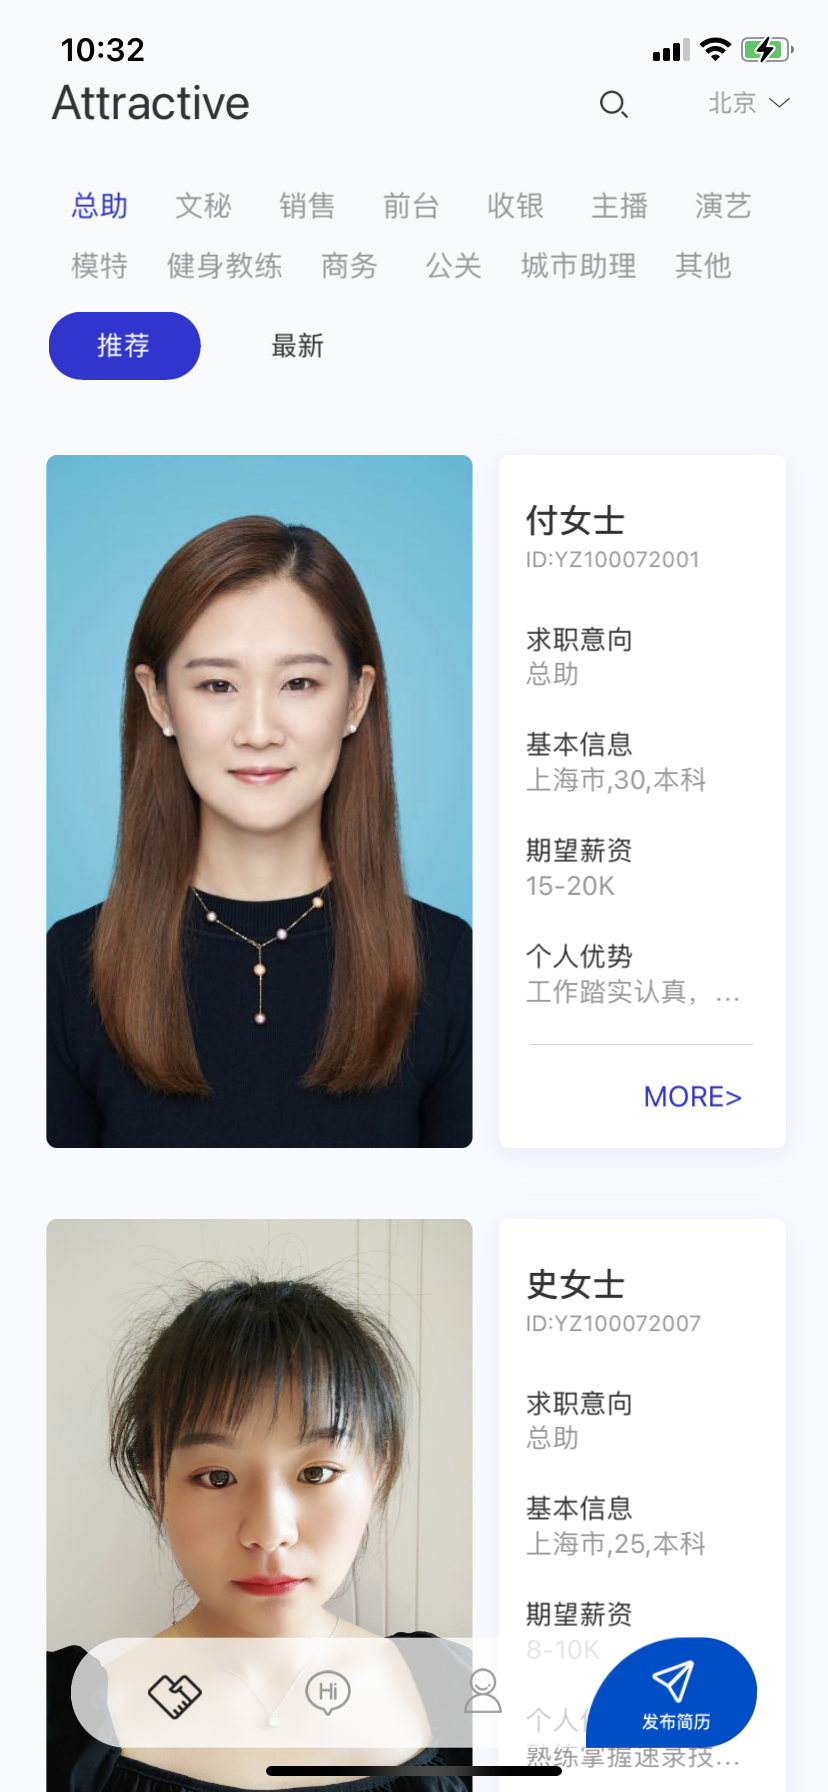 10:32
Attractive
北京
总助 文秘 销售 前台 收银 主播 演艺
模特 健身教练 商务 公关 城市助理 其他
推荐 最新
付女士
ID:YZ100072001
求职意向
总助
基本信息
上海市,30,本科
期望薪资
15-20K
个人优势
工作踏实认真，...
MORE>
史女士
ID:YZ100072007
求职意向
总助
基本信息
上海市,25,本科
期望薪资
8-10K
个人
熟练掌握速录技...
Hi
发布简历